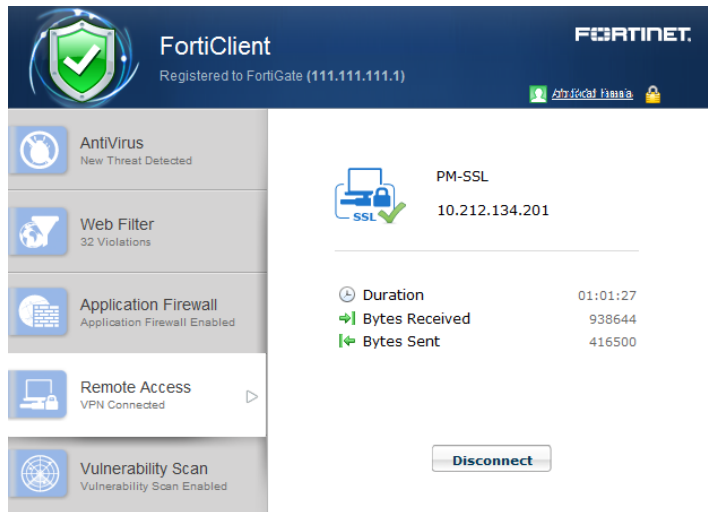 FortiClient
FORTINET
Registered to FortiGate (111.111.111.1)
AntiVirus
New Threat Detected
Web Filter
32 Violations
Application Firewall
Application Firewall Enabled
Remote Access
VPN Connected
Vulnerability Scan
Vulnerability Scan Enabled
SSL
PM-SSL
10.212.134.201
Duration 01:01:27
Bytes Received 938644
Bytes Sent 416500
Disconnect